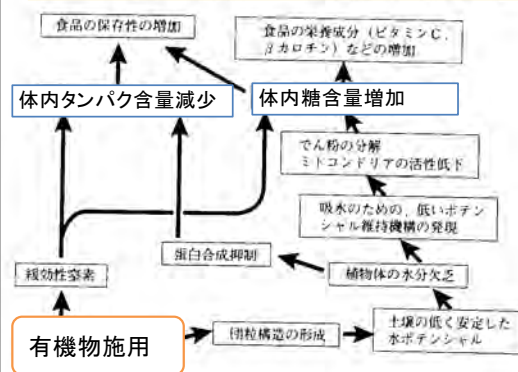 食品の保存性の増加
食品の栄養成分（ビタミンC、
βカロチン）などの増加
体内タンパク含量減少
体内糖含量増加
でん粉の分解
ミトコンドリアの活性低下
吸水のための、低いポテン
シャル維持機構の発現
蛋白合成抑制
緩効性窒素
植物体の水分欠乏
有機物施用
団粒構造の形成
土壌の低く安定した
水ポテンシャル